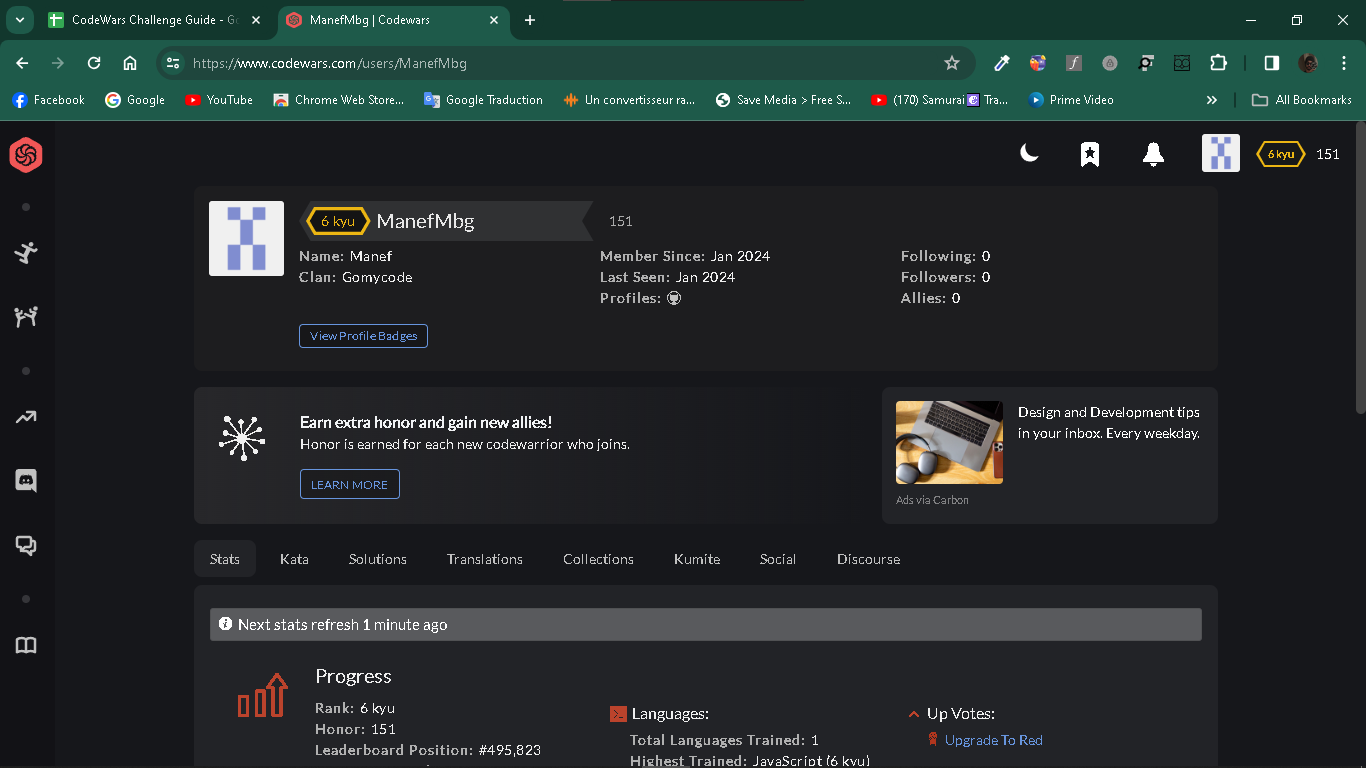 CodeWars Challenge Guide - Go
ManefMbg | Codewars
https://www.codewars.com/users/ManefMbg
Facebook
Google
YouTube
Chrome Web Store...
Google Traduction
Un convertisseur ra...
Save Media > Free S...
(170) Samurai Tra...
Prime Video
All Bookmarks
6 kyu
151
6 kyu
ManefMbg
151
Name: Manef
Clan: Gomycode
Member Since: Jan 2024
Last Seen: Jan 2024
Profiles:
Following: 0
Followers: 0
Allies: 0
View Profile Badges
Earn extra honor and gain new allies!
Honor is earned for each new codewarrior who joins.
LEARN MORE
Design and Development tips
in your inbox. Every weekday.
Ads via Carbon
Stats
Kata
Solutions
Translations
Collections
Kumite
Social
Discourse
Next stats refresh 1 minute ago
Progress
Rank: 6 kyu
Honor: 151
Leaderboard Position: #495,823
Languages:
Total Languages Trained: 1
Highest Trained: JavaScript (6 kyu)
Up Votes:
Upgrade To Red